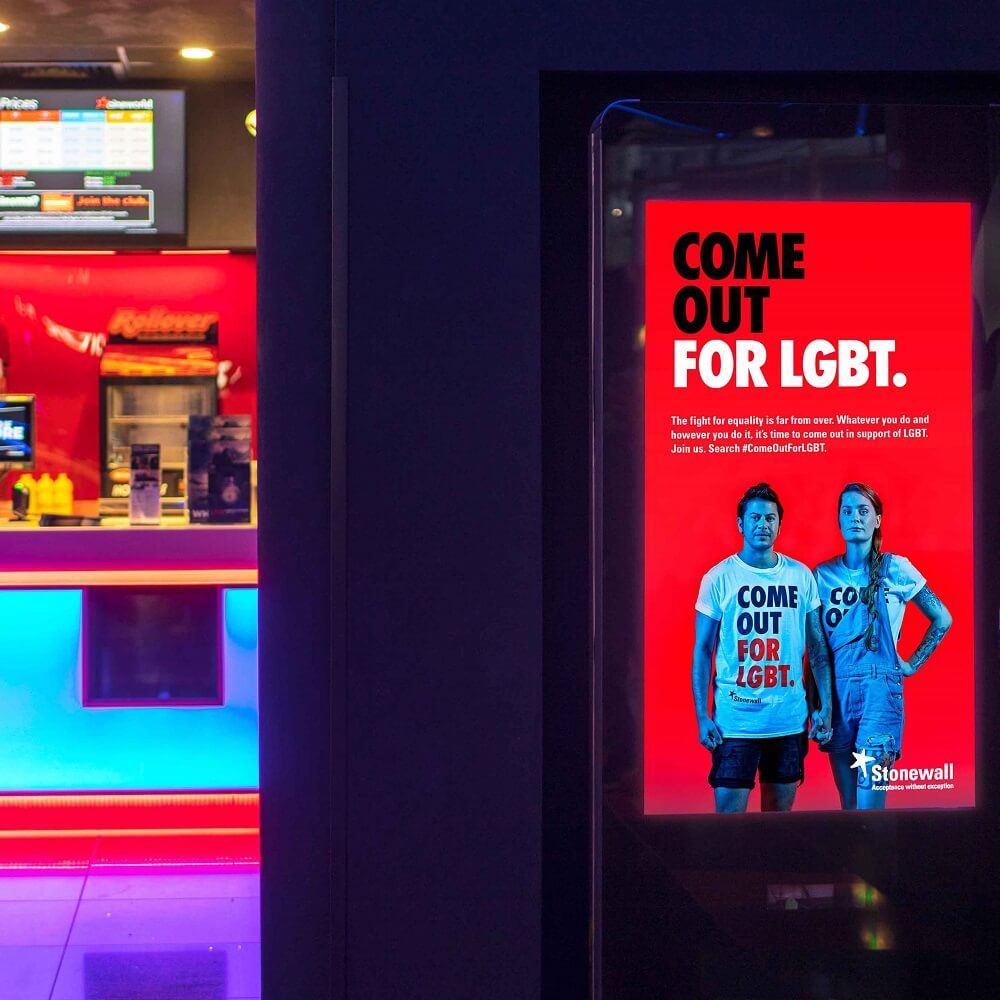 Prices
cineworld
Join the club.
Rollover
COME
OUT
FOR LGBT.
The fight for equality is far from over. Whatever you do and
however you do it, it's time to come out in support of LGBT.
Join us. Search #ComeOutForLGBT.
COME
OUT
FOR
LGBT.
Stonewall
CO
O
Stonewall
Acceptance without exception